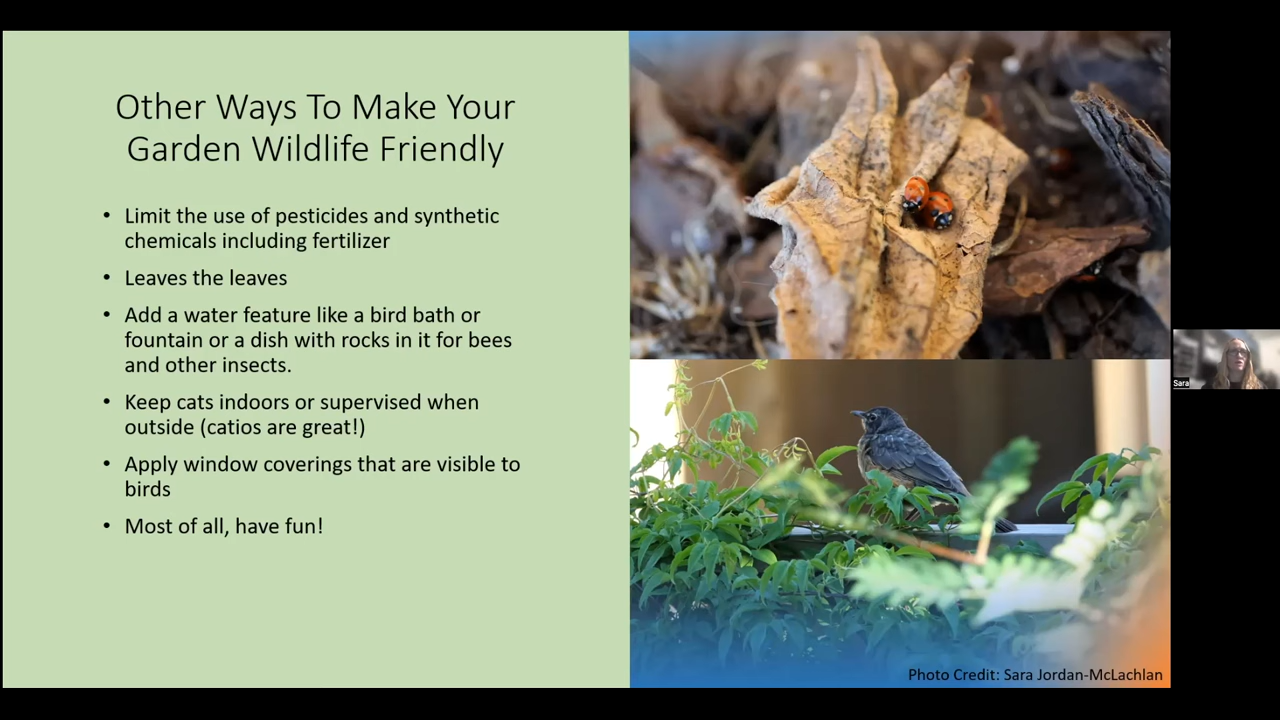 Other Ways To Make Your
Garden Wildlife Friendly
• Limit the use of pesticides and synthetic
chemicals including fertilizer
• Leaves the leaves
• Add a water feature like a bird bath or
fountain or a dish with rocks in it for bees
and other insects.
• Keep cats indoors or supervised when
outside (catios are great!)
• Apply window coverings that are visible to
birds
• Most of all, have fun!
Photo Credit: Sara Jordan-McLachlan
Sara